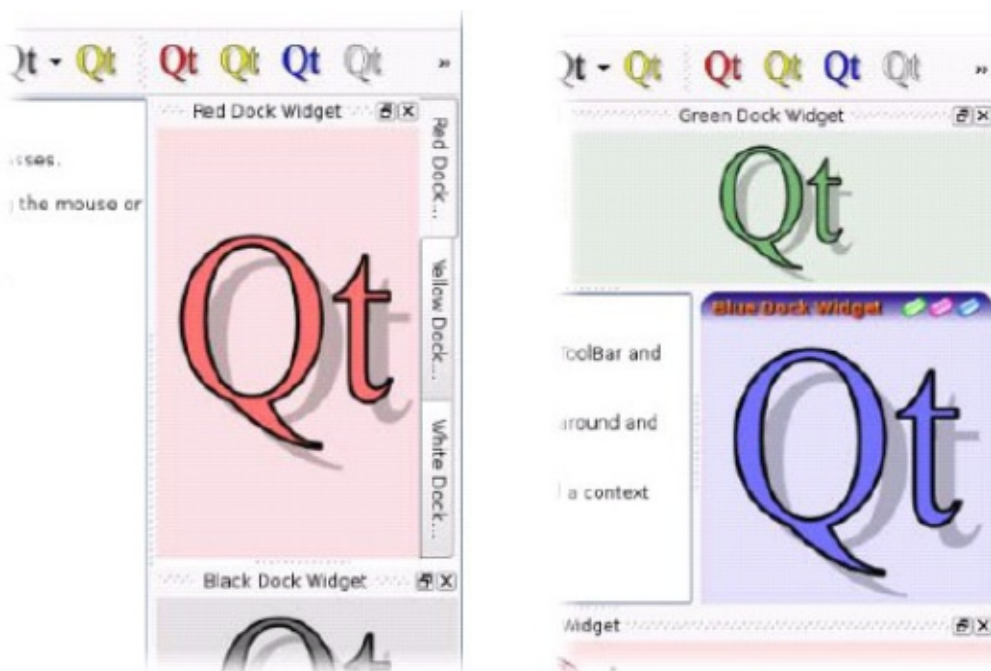 Qt Qt Qt Qt Qt »
Red Dock Widget
the mouse or
Red Dock...
Yellow Dock...
White Dock...
Qt
Black Dock Widget
Qt Qt Qt Qt Qt »
Green Dock Widget
Qt
Blue Dock Widget
ToolBar and
around and
a context
Qt
Widget